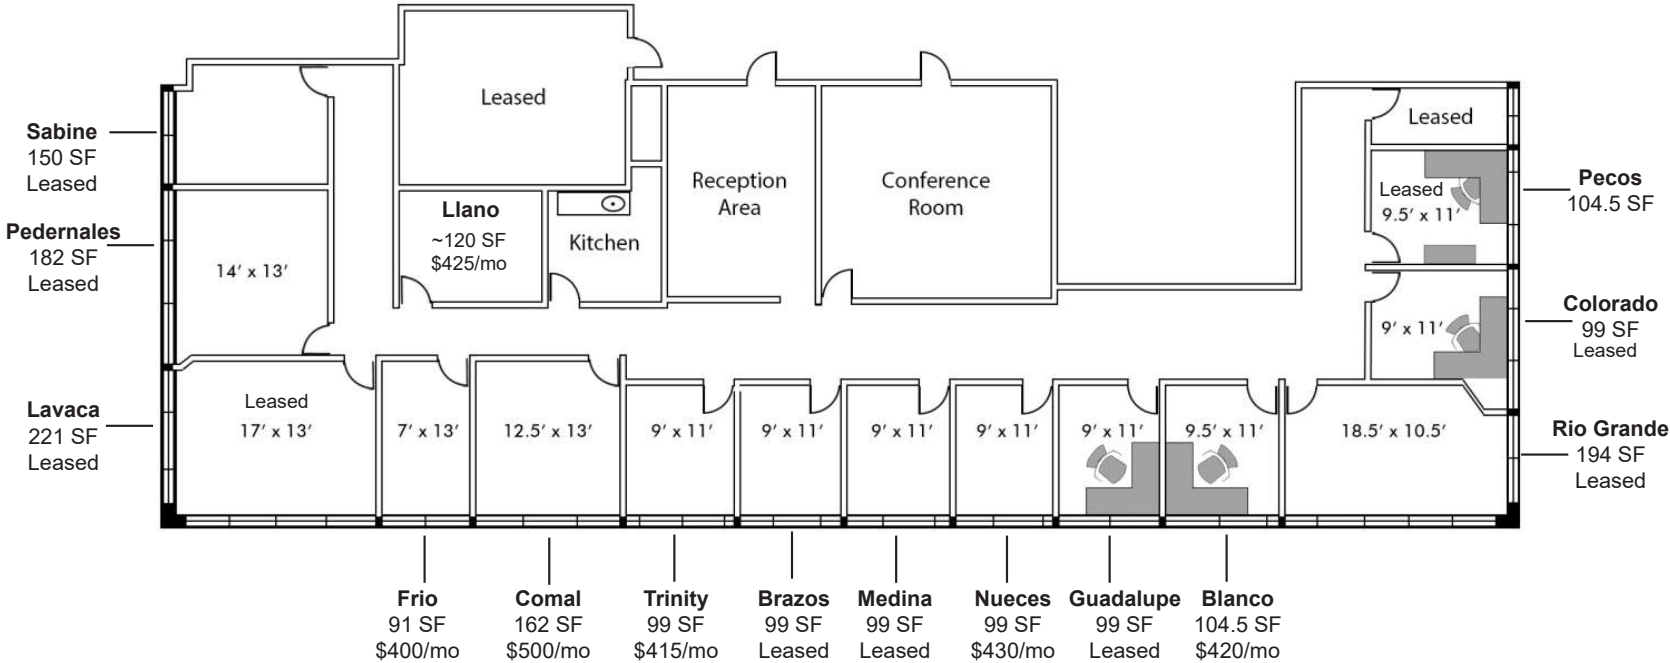 Leased
Sabine
150 SF
Leased
Pedernales
182 SF
Leased
14' x 13'
Llano
~120 SF
$425/mo
Kitchen
Reception
Area
Conference
Room
Leased
Leased
9.5' x 11'
Pecos
104.5 SF
9' x 11'
Colorado
99 SF
Leased
Lavaca
221 SF
Leased
Leased
17' x 13'
7' x 13'
12.5' x 13'
9' x 11'
9' x 11'
9' x 11'
9' x 11'
9' x 11'
9.5' x 11'
18.5' x 10.5'
Rio Grande
194 SF
Leased
Frio
91 SF
$400/mo
Comal
162 SF
$500/mo
Trinity
99 SF
$415/mo
Brazos
99 SF
Leased
Medina
99 SF
Leased
Nueces
99 SF
$430/mo
Guadalupe
99 SF
Leased
Blanco
104.5 SF
$420/mo